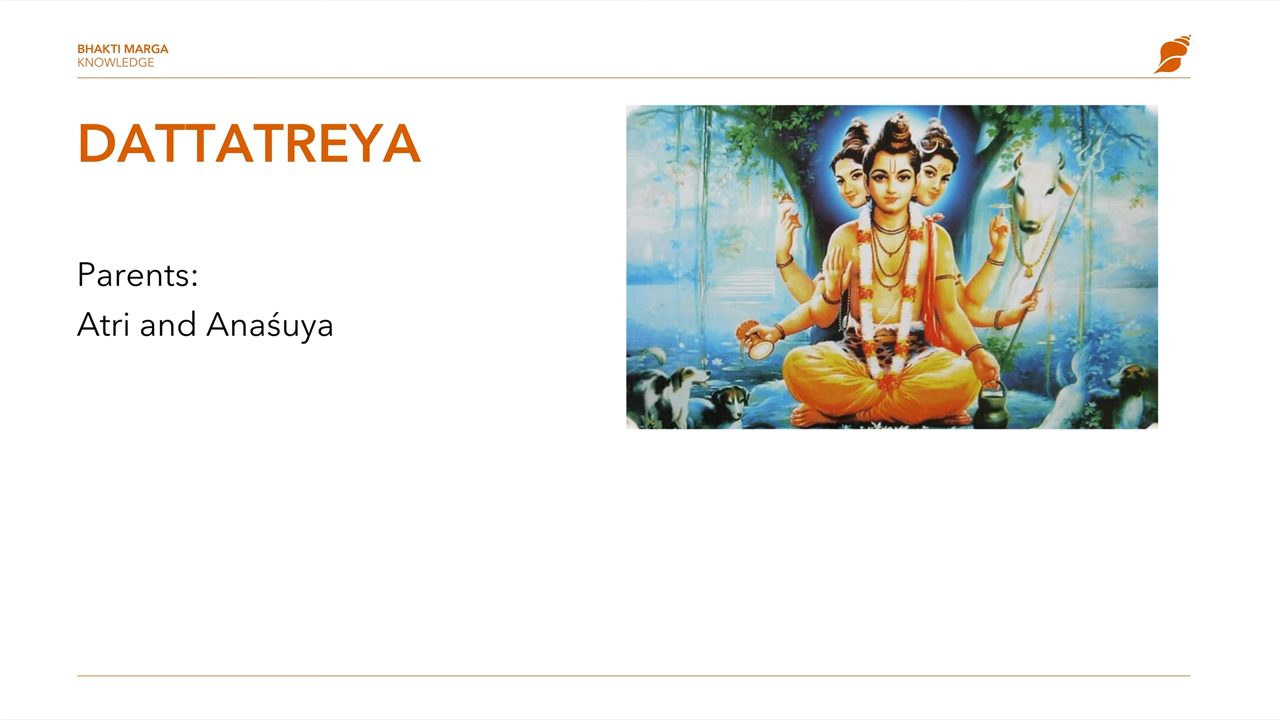 BHAKTI MARGA
KNOWLEDGE
DATTATREYA
Parents:
Atri and Anaśuya